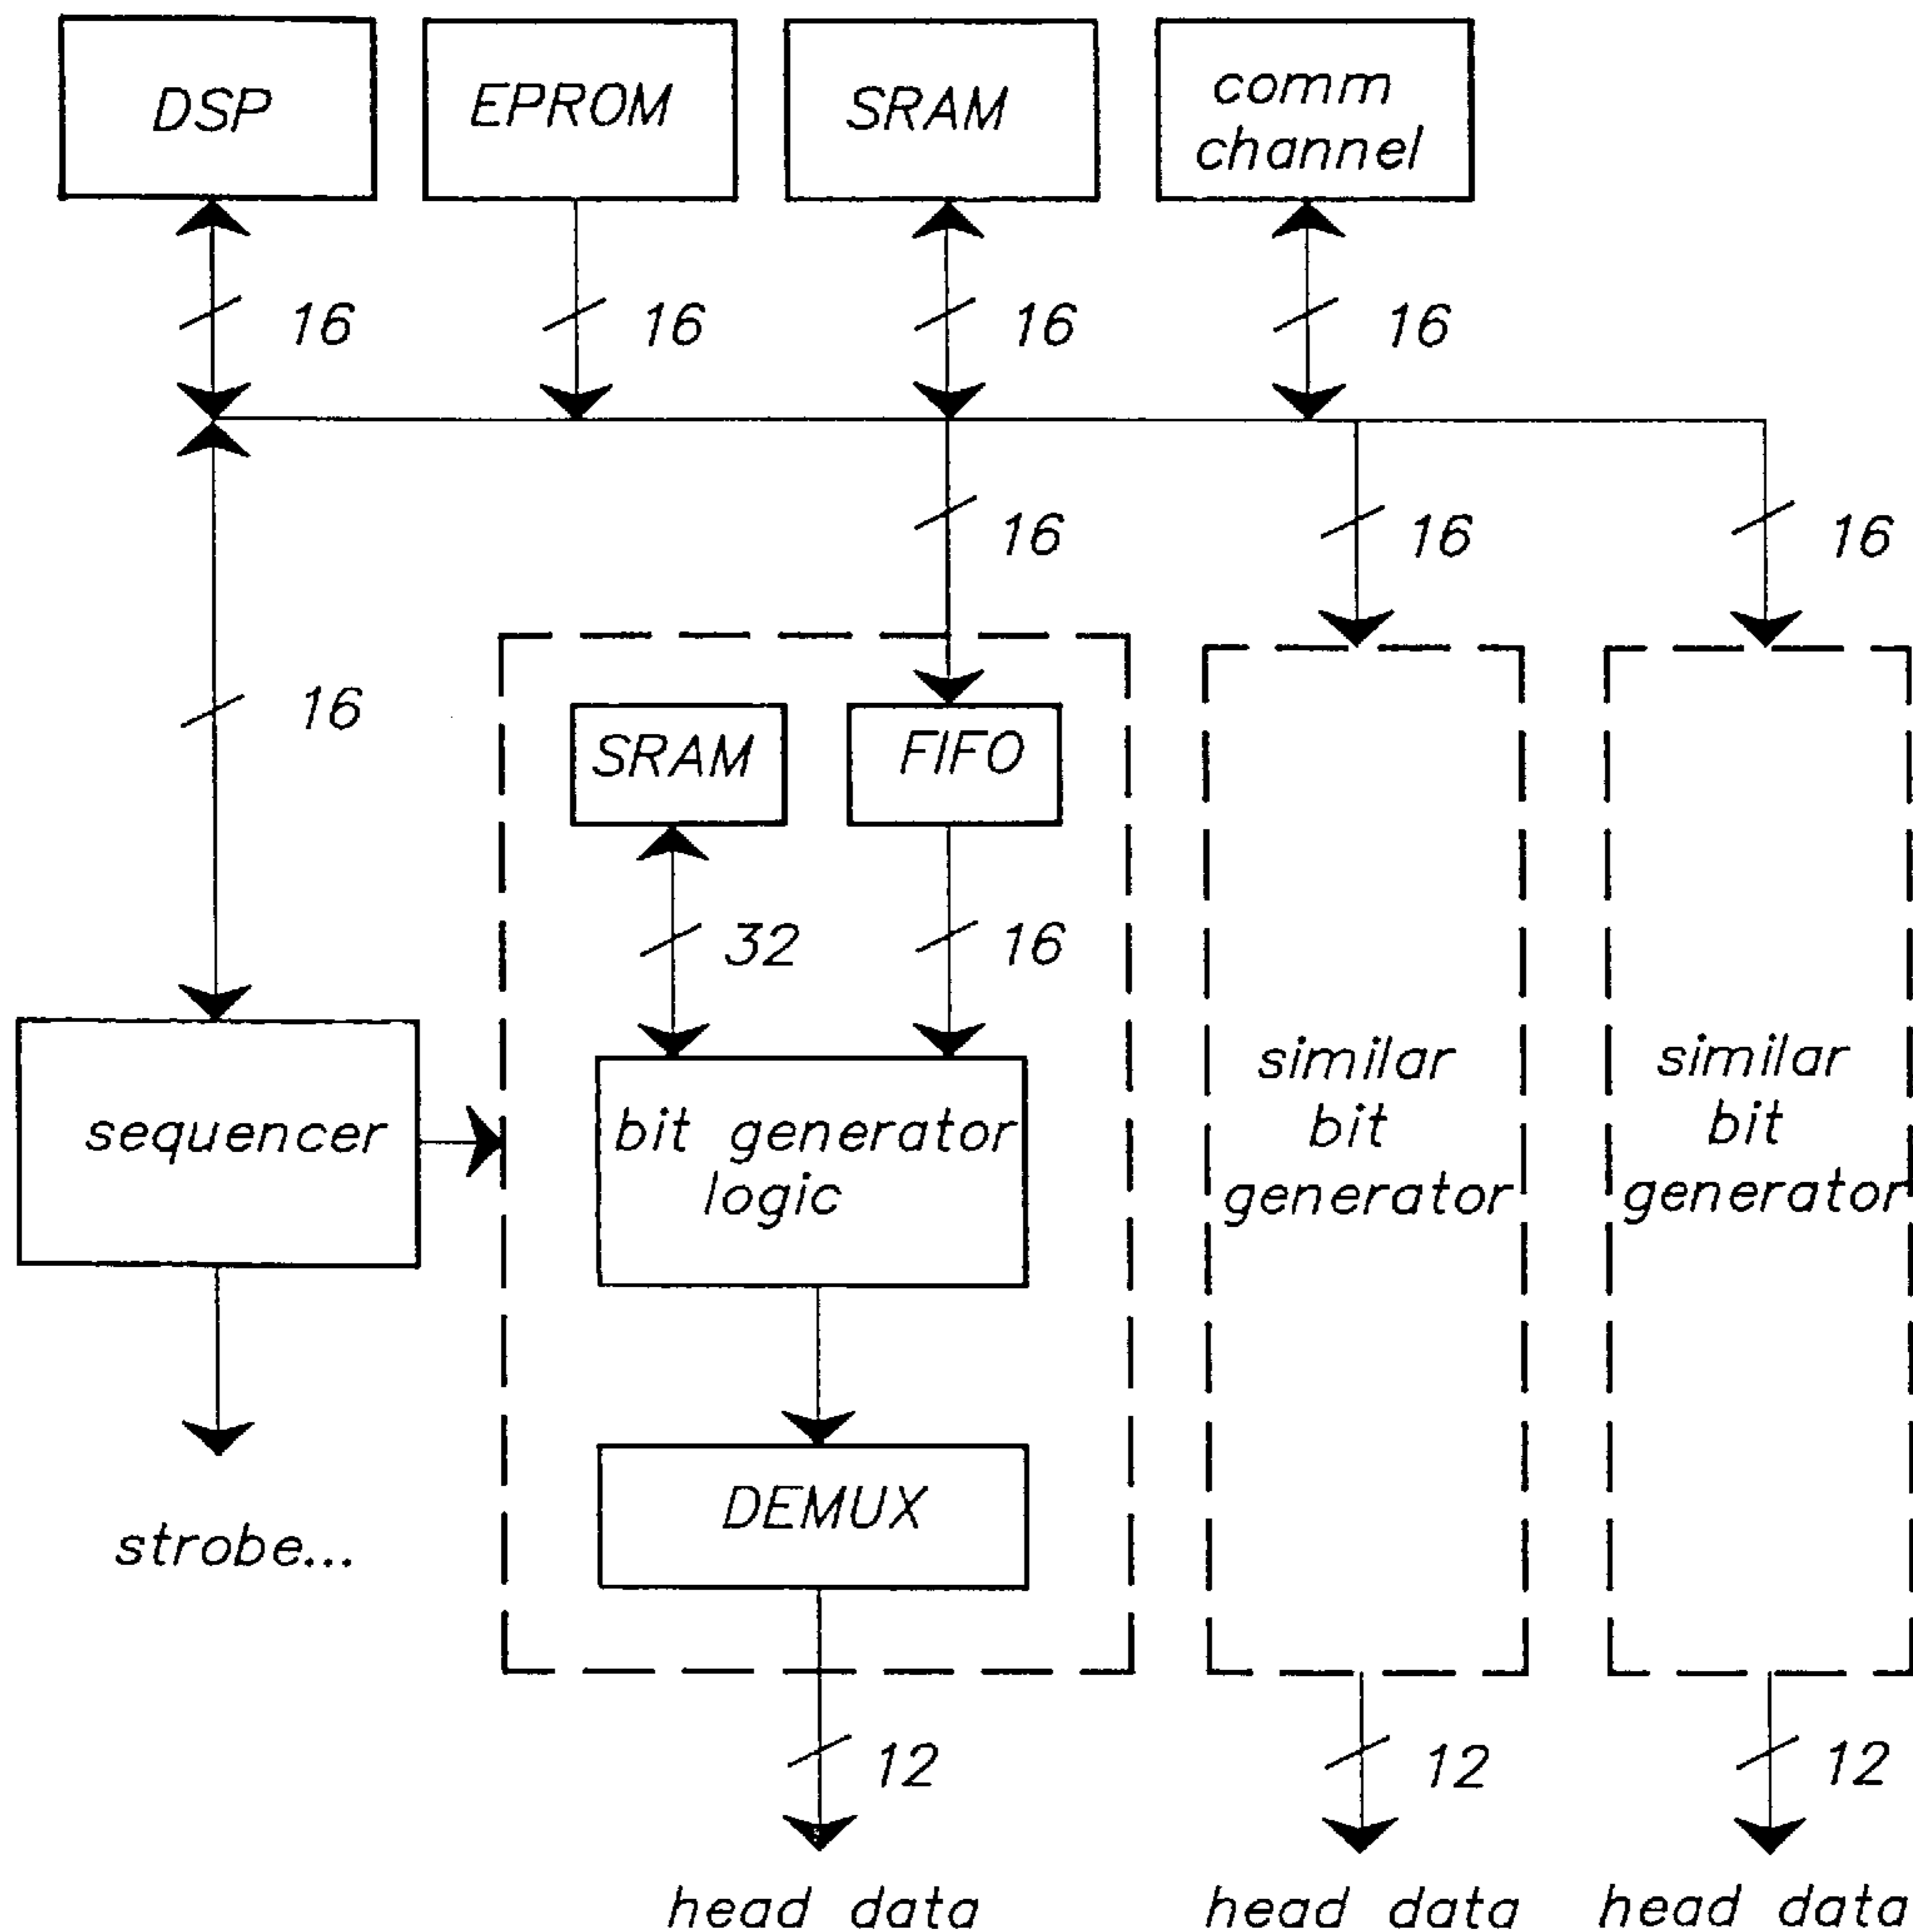 DSP
EPROM
SRAM
comm
channel
16
16
16
16
16
16
16
16
SRAM
FIFO
32
16
sequencer
bit generator
logic
similar
bit
generator
similar
bit
generator
DEMUX
strobe...
12
12
12
head data
head data
head data